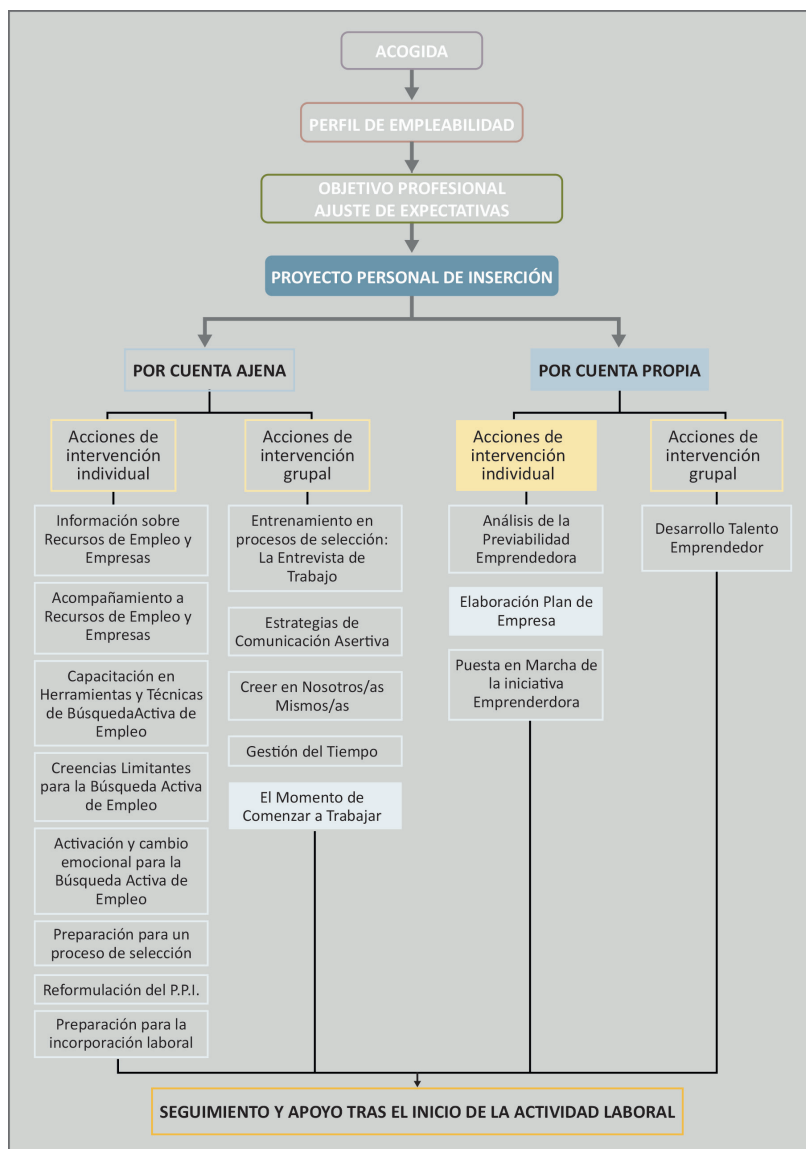 ACOGIDA
PERFIL DE EMPLEABILIDAD
OBJETIVO PROFESIONAL
AJUSTE DE EXPECTATIVAS
PROYECTO PERSONAL DE INSERCIÓN
POR CUENTA AJENA
POR CUENTA PROPIA
Acciones de
intervención
individual
Acciones de
intervención
grupal
Acciones de
intervención
individual
Acciones de
intervención
grupal
Información sobre
Recursos de Empleo y
Empresas
Acompañamiento a
Recursos de Empleo y
Empresas
Capacitación en
Herramientas y Técnicas
de BúsquedaActiva de
Empleo
Creencias Limitantes
para la Búsqueda Activa
de Empleo
Activación y cambio
emocional para la
Búsqueda Activa de
Empleo
Preparación para un
proceso de selección
Reformulación del P.P.I.
Preparación para la
incorporación laboral
Entrenamiento en
procesos de selección:
La Entrevista de
Trabajo
Estrategias de
Comunicación Asertiva
Creer en Nosotros/as
Mismos/as
Gestión del Tiempo
El Momento de
Comenzar a Trabajar
Análisis de la
Previabilidad
Emprendedora
Elaboración Plan de
Empresa
Puesta en Marcha de
la iniciativa
Emprenderdora
Desarrollo Talento
Emprendedor
SEGUIMIENTO Y APOYO TRAS EL INICIO DE LA ACTIVIDAD LABORAL